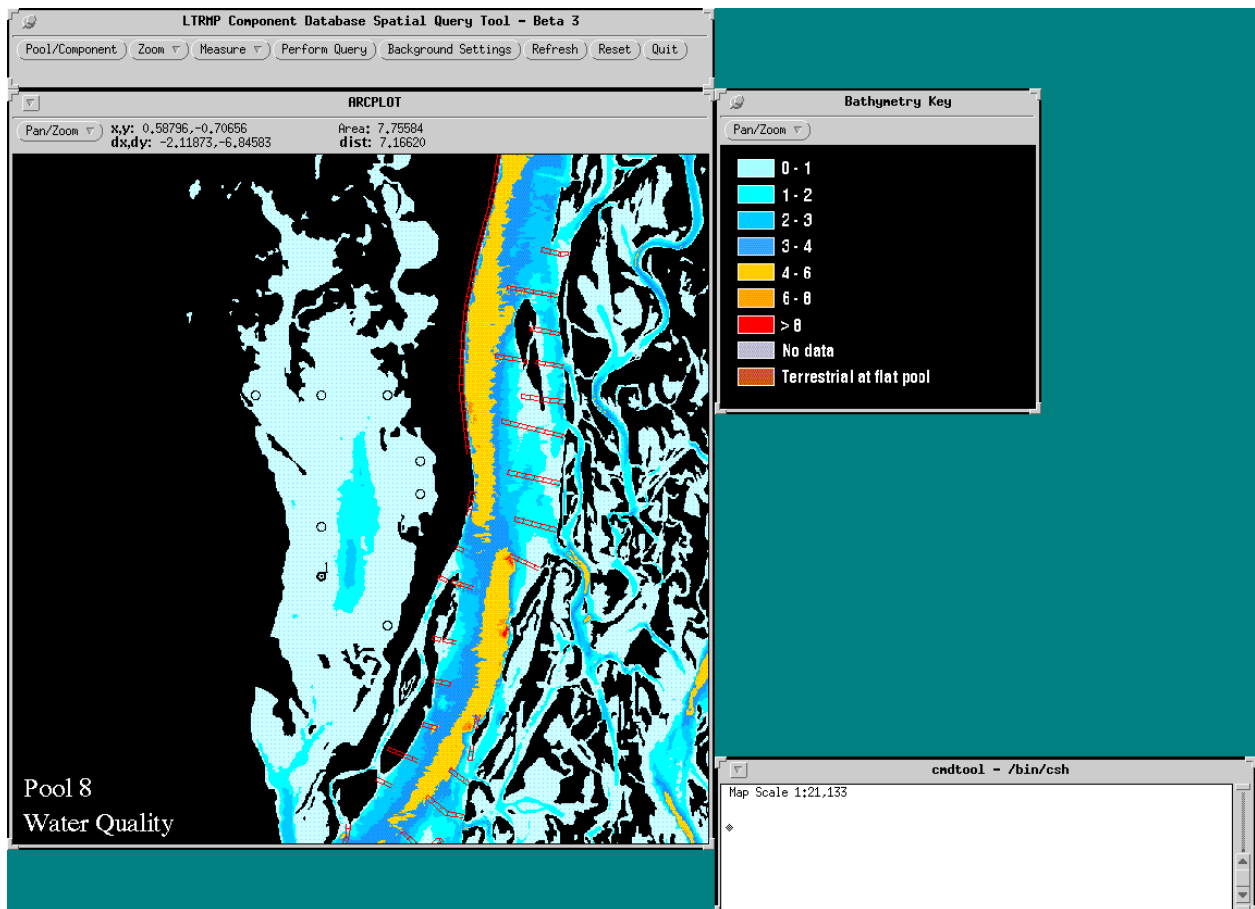 LTRMP Component Database Spatial Query Tool - Beta 3
Pool/Component Zoom Measure Perform Query Background Settings Refresh Reset Quit
ARCPLOT
Pan/Zoom x,y: 0.58796,-0.70656 Area: 7.75584
dx,dy: -2.11873,-6.84583 dist: 7.16620
1
Pool 8
Water Quality
Bathymetry Key
Pan/Zoom
0 - 1
1 - 2
2 - 3
3 - 4
4 - 6
6 - 8
> 8
No data
Terrestrial at flat pool
cmdtool - /bin/csh
Map Scale 1:21,133